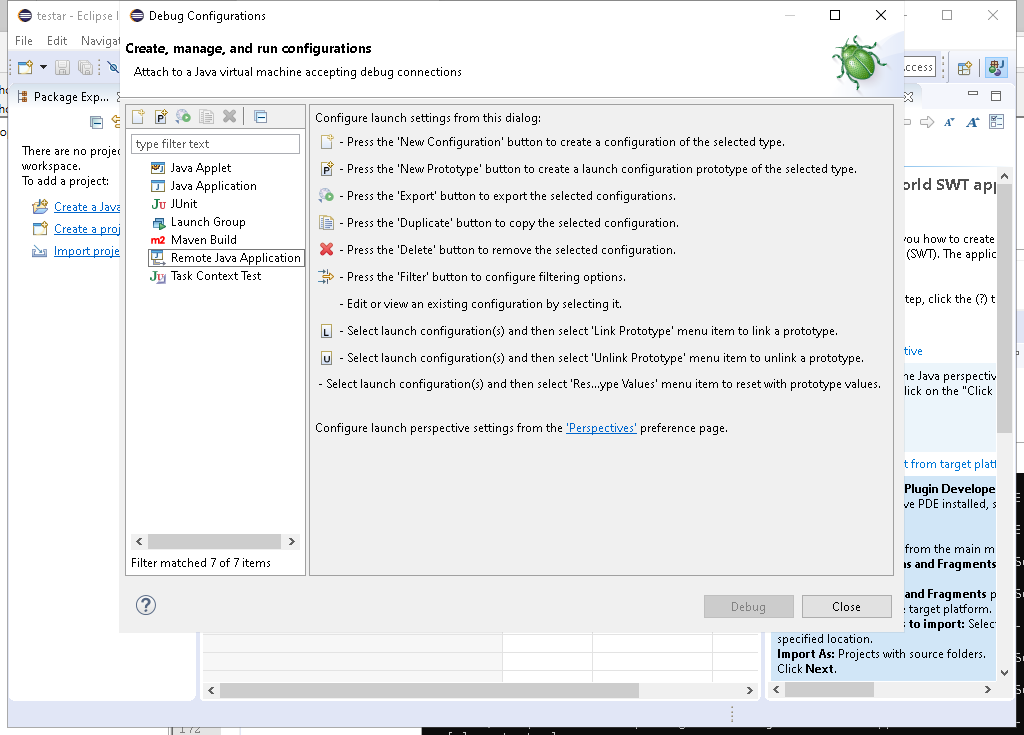 testar - Eclipse I
Debug Configurations
File Edit Navigat
Create, manage, and run configurations
Attach to a Java virtual machine accepting debug connections
ccess
Package Exp...
There are no projec
workspace.
To add a project:
Create a Java
Create a proj
Import proje
type filter text
Java Applet
Java Application
JUnit
Launch Group
Maven Build
Remote Java Application
Task Context Test
Filter matched 7 of 7 items
Configure launch settings from this dialog:
- Press the 'New Configuration' button to create a configuration of the selected type.
- Press the 'New Prototype' button to create a launch configuration prototype of the selected type.
- Press the 'Export' button to export the selected configurations.
- Press the 'Duplicate' button to copy the selected configuration.
- Press the 'Delete' button to remove the selected configuration.
- Press the 'Filter' button to configure filtering options.
- Edit or view an existing configuration by selecting it.
- Select launch configuration(s) and then select 'Link Prototype' menu item to link a prototype.
- Select launch configuration(s) and then select 'Unlink Prototype' menu item to unlink a prototype.
- Select launch configuration(s) and then select 'Res...ype Values' menu item to reset with prototype values.
Configure launch perspective settings from the 'Perspectives' preference page.
Debug
Close
orld SWT app
you how to create
(SWT). The applic
tep, click the (?) t
tive
he Java perspectiv
lick on the "Click
t from target platf
Plugin Develope
ve PDE installed, s
from the main m
ns and Fragments
and Fragments p
e target platform.
s to import: Selec
specified location.
Import As: Projects with source folders.
Click Next.
172